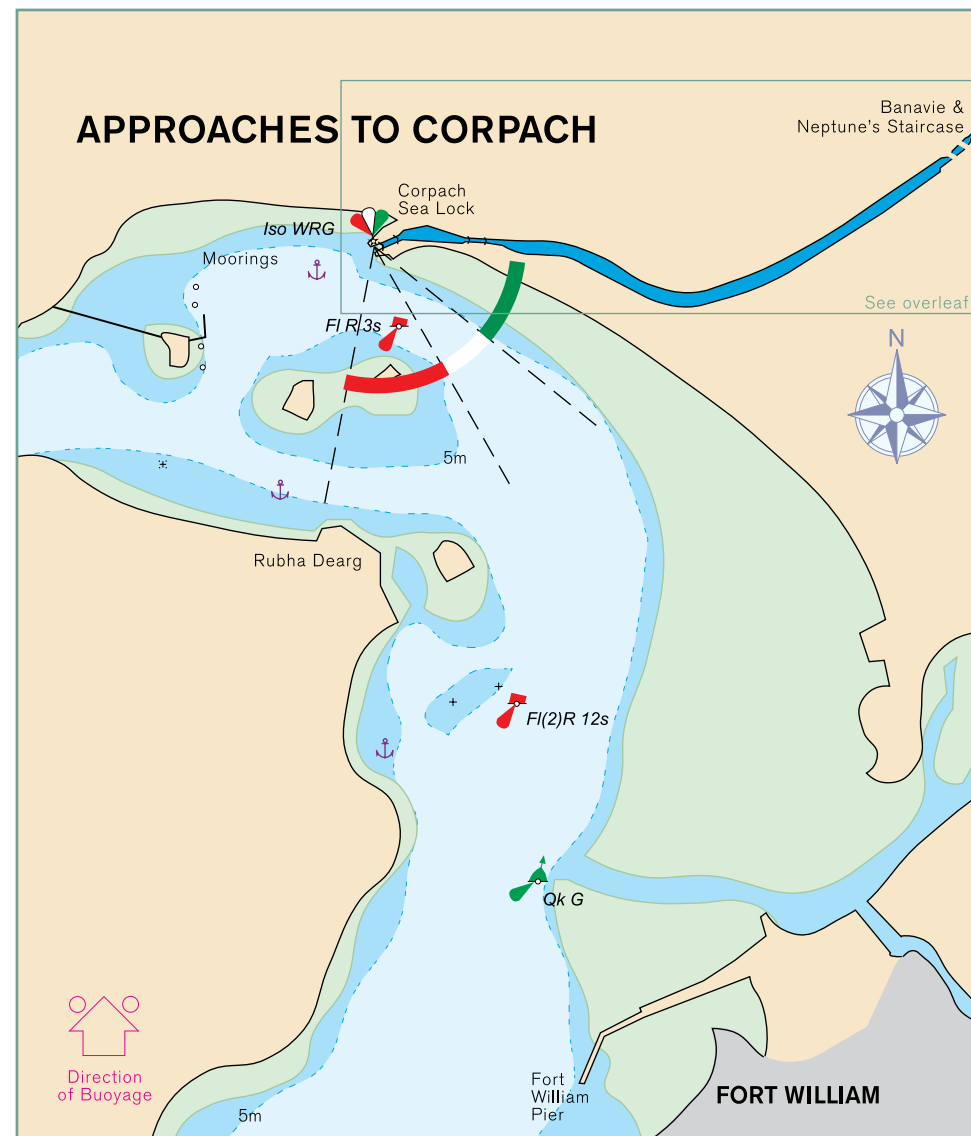 APPROACHES TO CORPACH
Banavie &
Neptune's Staircase
Corpach
Sea Lock
Iso WRG
Moorings
See overleaf
Fl R 3s
N
5m
Rubha Dearg
Fl(2)R 12s
Qk G
Direction
of Buoyage
Fort
William
Pier
FORT WILLIAM
5m